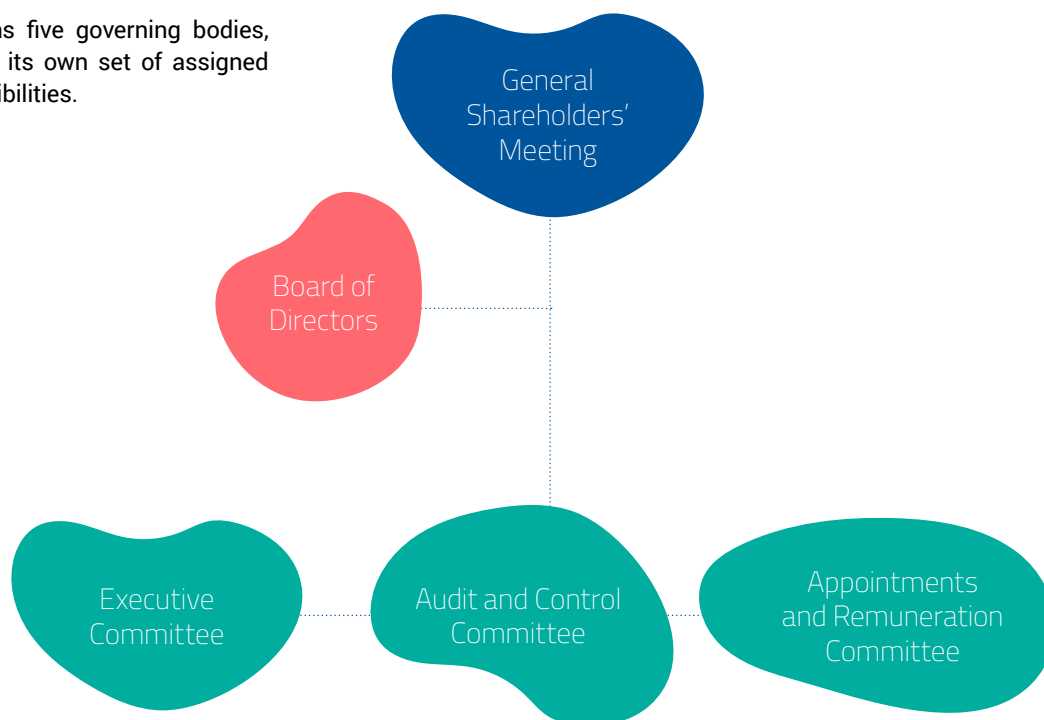 five governing bodies,
its own set of assigned
General
Shareholders’
Meeting
Board of
Directors
Executive
Committee
Audit and Control
Committee
Appointments
and Remuneration
Committee